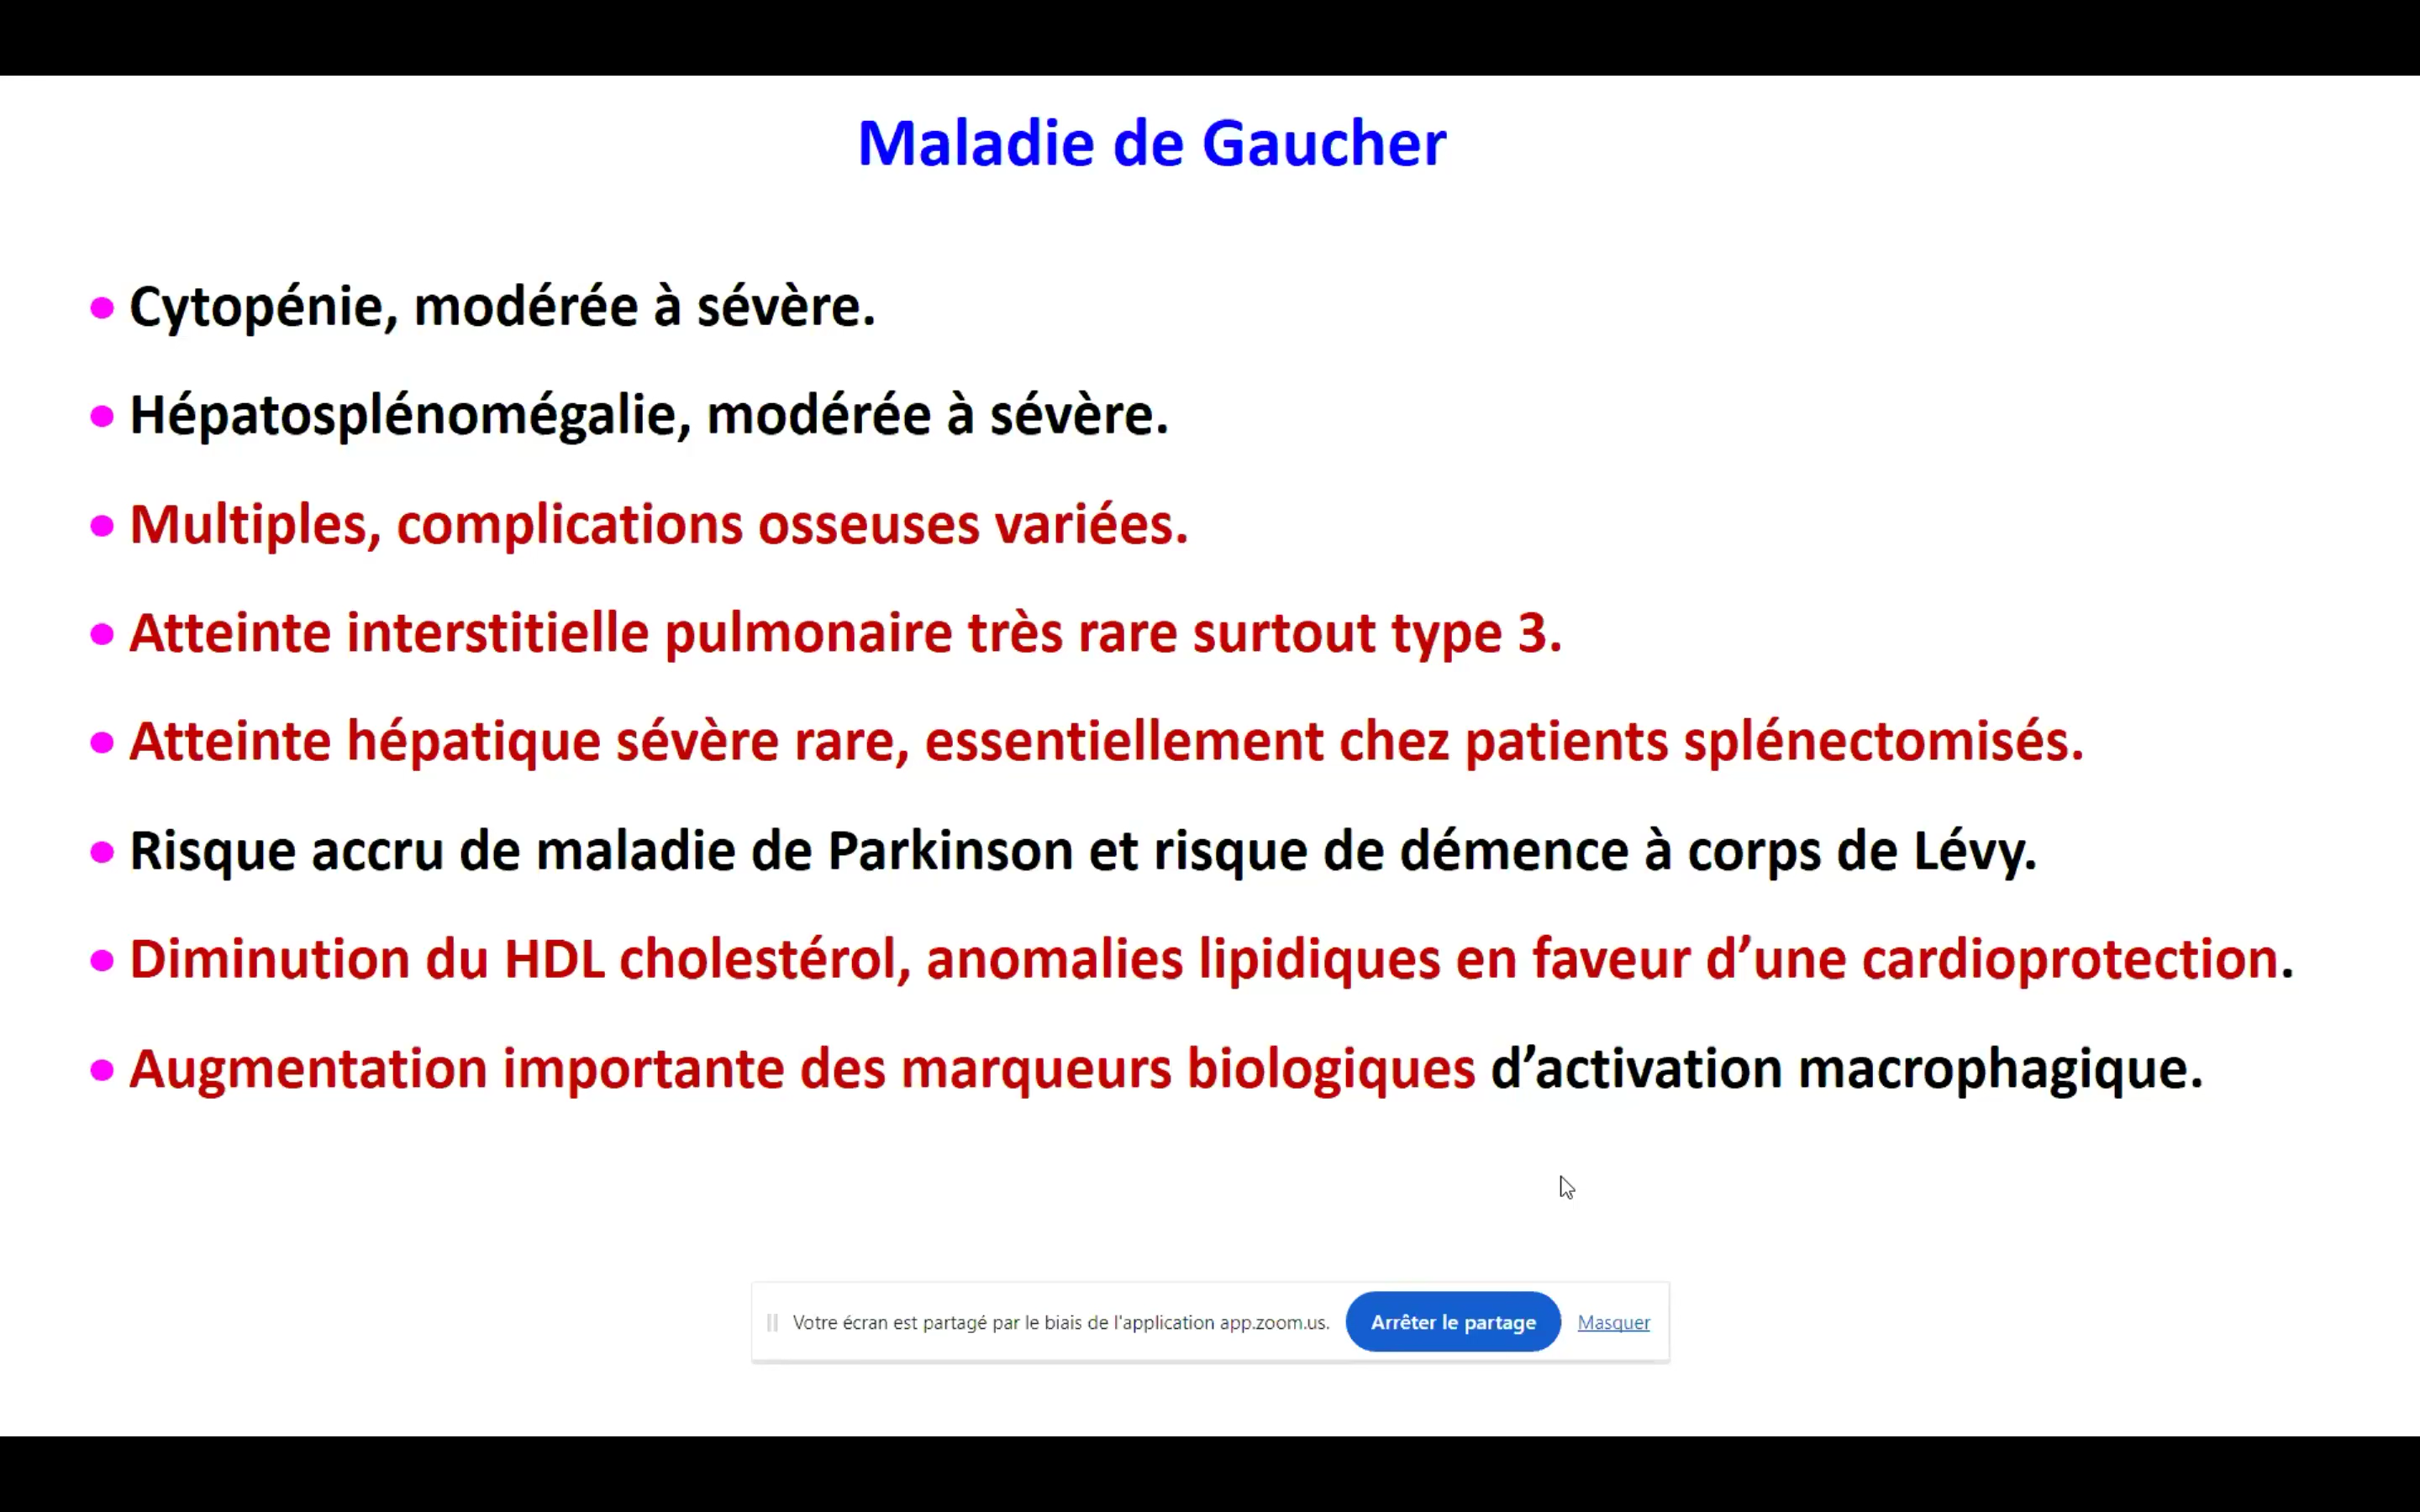 Maladie de Gaucher
• Cytopénie, modérée à sévère.
• Hépatosplénomégalie, modérée à sévère.
• Multiples, complications osseuses variées.
• Atteinte interstitielle pulmonaire très rare surtout type 3.
• Atteinte hépatique sévère rare, essentiellement chez patients splénectomisés.
• Risque accru de maladie de Parkinson et risque de démence à corps de Lévy.
• Diminution du HDL cholestérol, anomalies lipidiques en faveur d’une cardioprotection.
• Augmentation importante des marqueurs biologiques d’activation macrophagique.
Votre écran est partagé par le biais de l'application app.zoom.us. Arrêter le partage Masquer